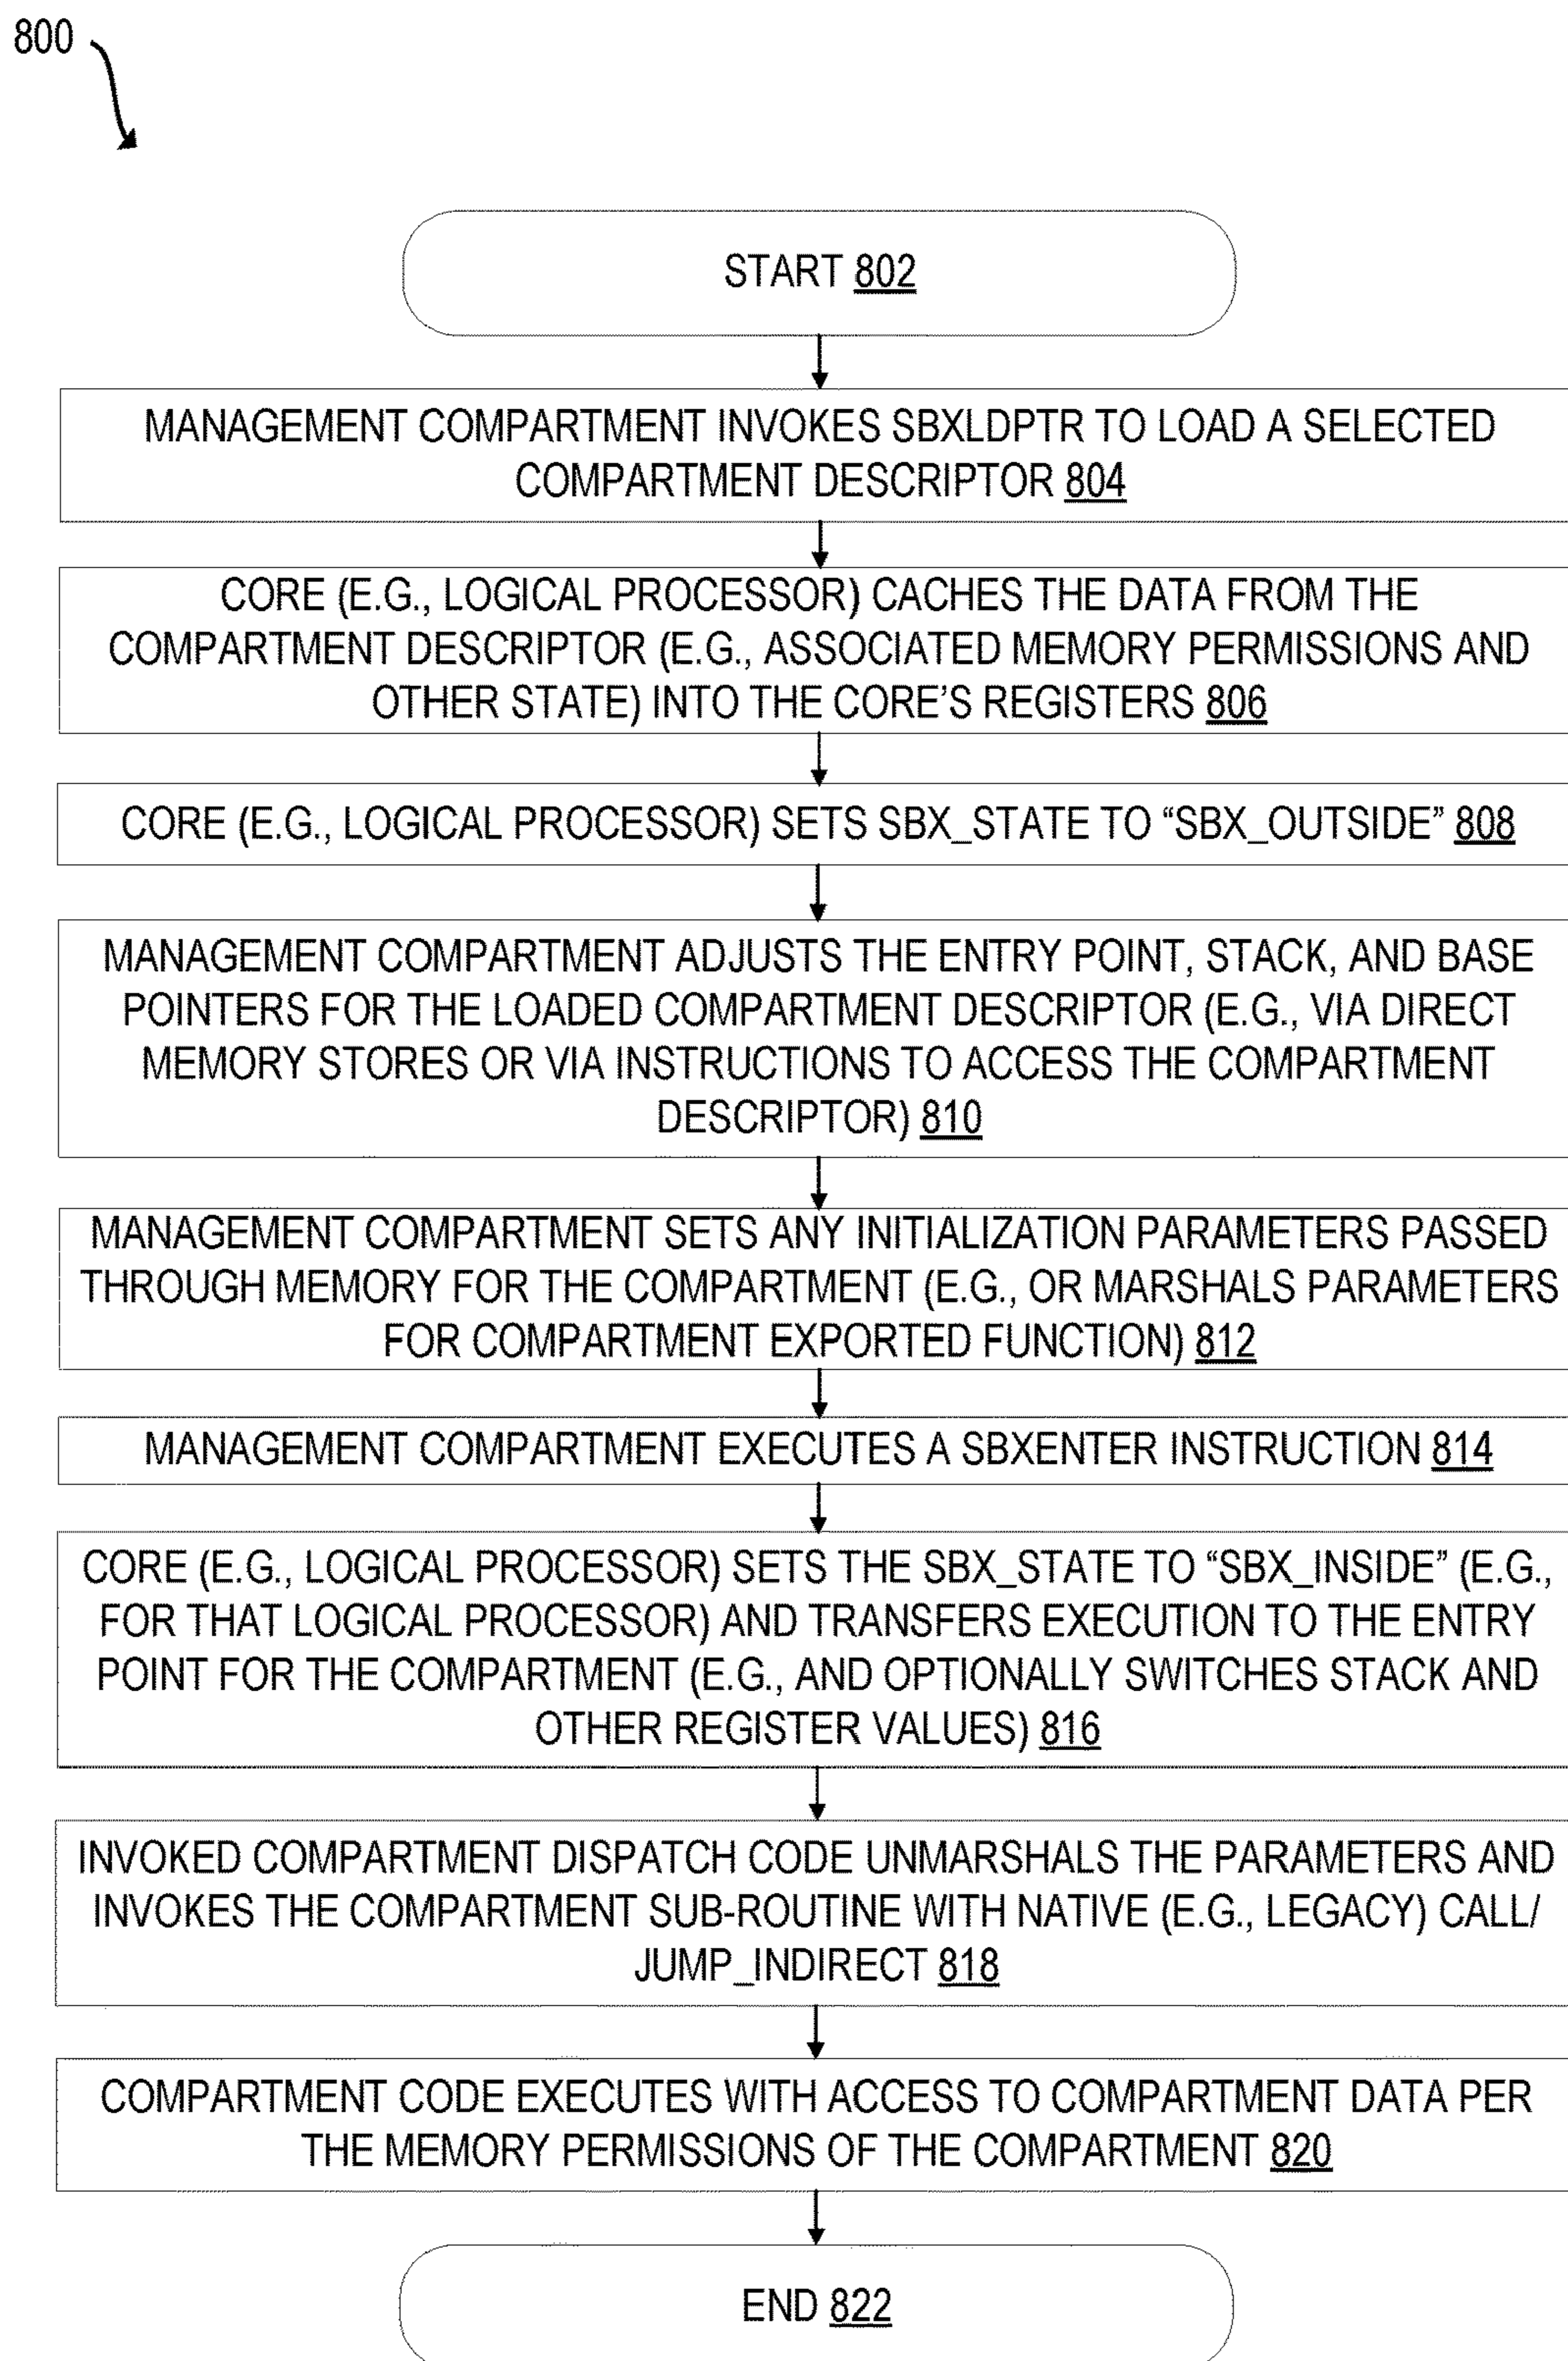 800
START 802
MANAGEMENT COMPARTMENT INVOKES SBXLDPTR TO LOAD A SELECTED
COMPARTMENT DESCRIPTOR 804
CORE (E.G., LOGICAL PROCESSOR) CACHES THE DATA FROM THE
COMPARTMENT DESCRIPTOR (E.G., ASSOCIATED MEMORY PERMISSIONS AND
OTHER STATE) INTO THE CORE'S REGISTERS 806
CORE (E.G., LOGICAL PROCESSOR) SETS SBX_STATE TO “SBX_OUTSIDE” 808
MANAGEMENT COMPARTMENT ADJUSTS THE ENTRY POINT, STACK, AND BASE
POINTERS FOR THE LOADED COMPARTMENT DESCRIPTOR (E.G., VIA DIRECT
MEMORY STORES OR VIA INSTRUCTIONS TO ACCESS THE COMPARTMENT
DESCRIPTOR) 810
MANAGEMENT COMPARTMENT SETS ANY INITIALIZATION PARAMETERS PASSED
THROUGH MEMORY FOR THE COMPARTMENT (E.G., OR MARSHALS PARAMETERS
FOR COMPARTMENT EXPORTED FUNCTION) 812
MANAGEMENT COMPARTMENT EXECUTES A SBXENTER INSTRUCTION 814
CORE (E.G., LOGICAL PROCESSOR) SETS THE SBX_STATE TO “SBX_INSIDE” (E.G.,
FOR THAT LOGICAL PROCESSOR) AND TRANSFERS EXECUTION TO THE ENTRY
POINT FOR THE COMPARTMENT (E.G., AND OPTIONALLY SWITCHES STACK AND
OTHER REGISTER VALUES) 816
INVOKED COMPARTMENT DISPATCH CODE UNMARSHALS THE PARAMETERS AND
INVOKES THE COMPARTMENT SUB-ROUTINE WITH NATIVE (E.G., LEGACY) CALL/
JUMP_INDIRECT 818
COMPARTMENT CODE EXECUTES WITH ACCESS TO COMPARTMENT DATA PER
THE MEMORY PERMISSIONS OF THE COMPARTMENT 820
END 822